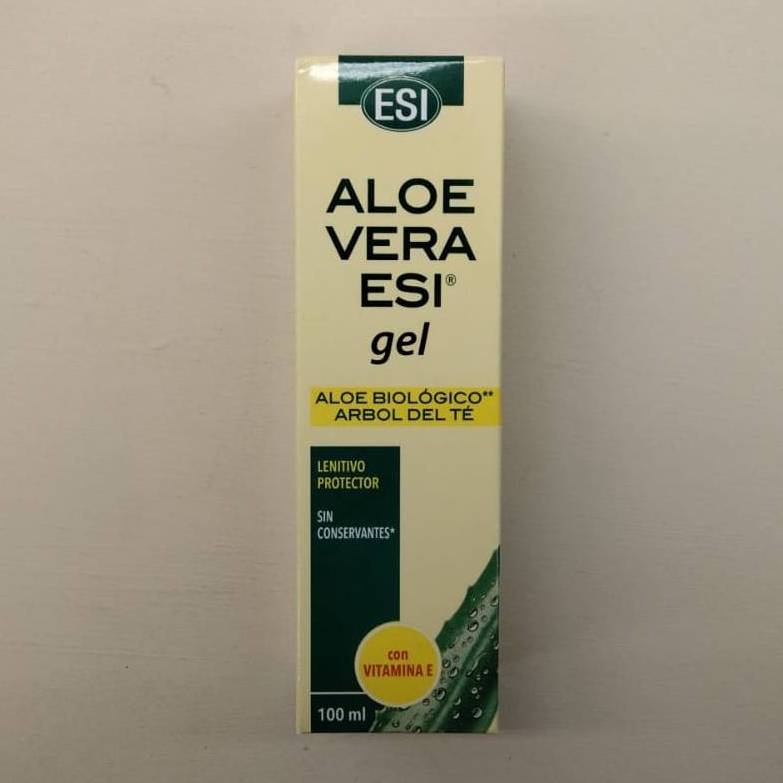 ESI
ALOE
VERA
ESI®
gel
ALOE BIOLÓGICO**
ARBOL DEL TÉ
LENITIVO
PROTECTOR
SIN
CONSERVANTES*
con
VITAMINA E
100 ml